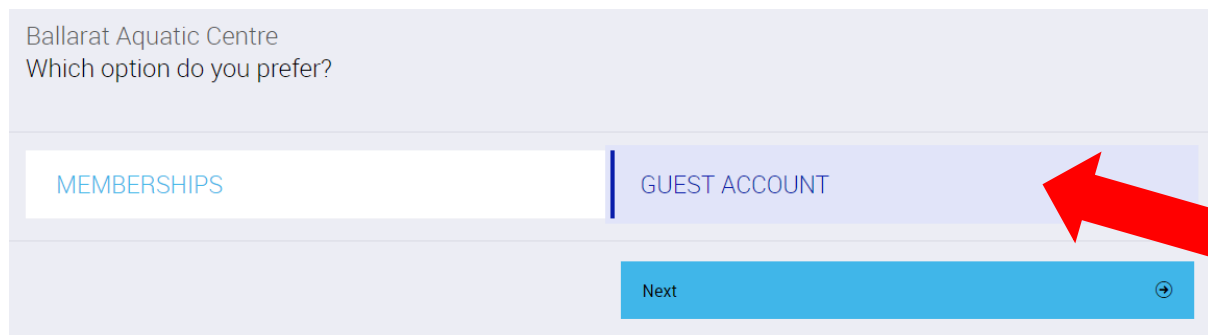 Ballarat Aquatic Centre
Which option do you prefer?
MEMBERSHIPS
GUEST ACCOUNT
Next